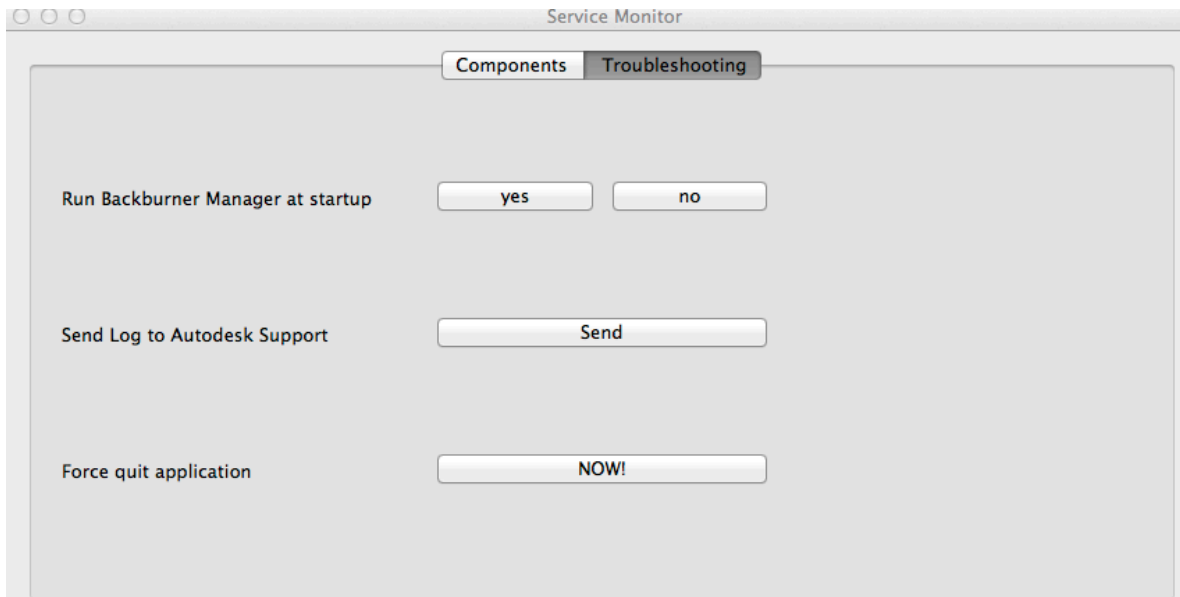 Service Monitor
Components Troubleshooting
Run Backburner Manager at startup yes no
Send Log to Autodesk Support Send
Force quit application NOW!